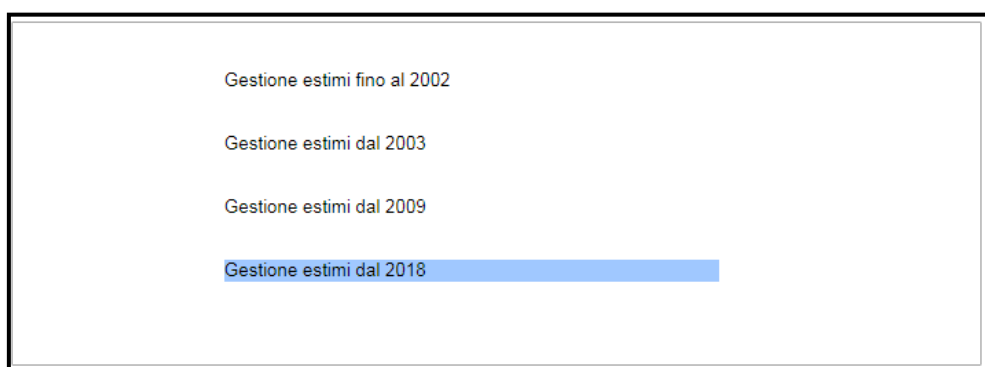 Gestione estimi fino al 2002
Gestione estimi dal 2003
Gestione estimi dal 2009
Gestione estimi dal 2018